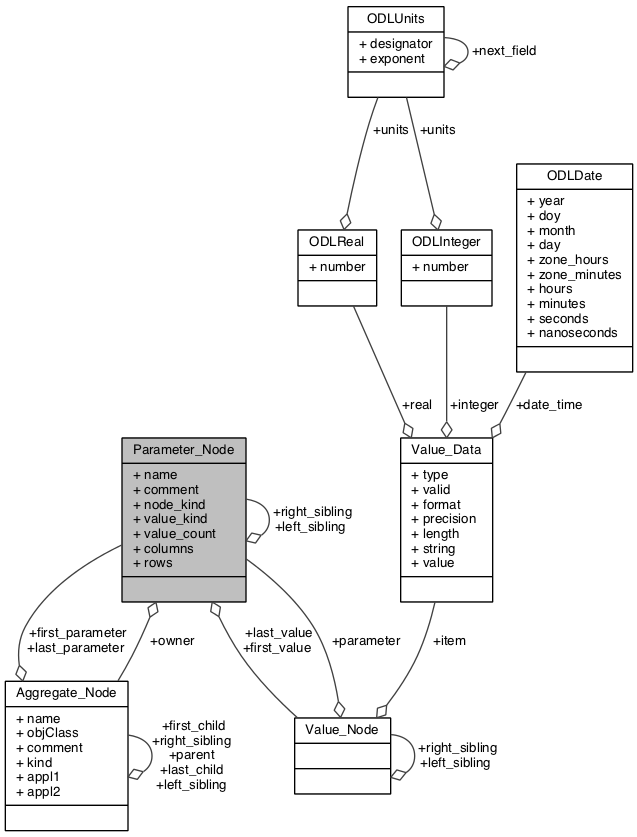 ODLUnits
+ designator
+ exponent
+next_field
+units
+units
ODLDate
+ year
+ doy
+ month
+ day
+ zone_hours
+ zone_minutes
+ hours
+ minutes
+ seconds
+ nanoseconds
ODLReal
+ number
ODLInteger
+ number
+real
+integer
+date_time
Parameter_Node
+ name
+ comment
+ node_kind
+ value_kind
+ value_count
+ columns
+ rows
+right_sibling
+left_sibling
Value_Data
+ type
+ valid
+ format
+ precision
+ length
+ string
+ value
+first_parameter
+last_parameter
+owner
+last_value
+first_value
+parameter
+item
Aggregate_Node
+ name
+ objClass
+ comment
+ kind
+ appl1
+ appl2
+first_child
+right_sibling
+parent
+last_child
+left_sibling
Value_Node
+right_sibling
+left_sibling